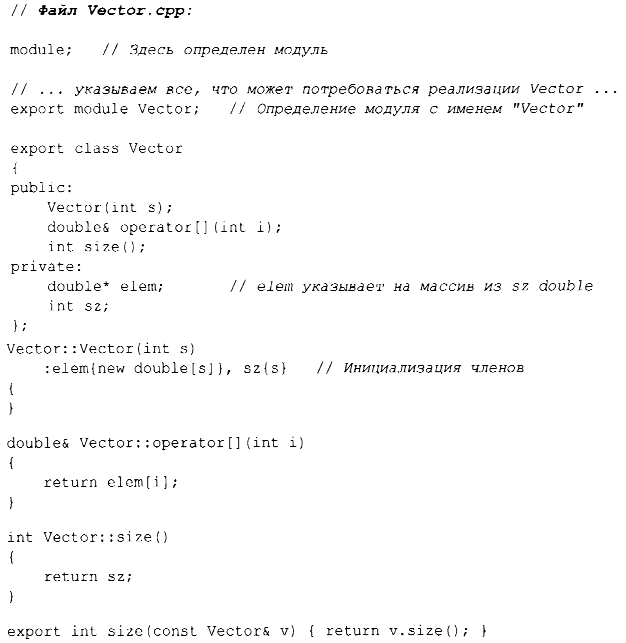 // Файл Vector.cpp:
module; // Здесь определен модуль
// ... указываем все, что может потребоваться реализации Vector ...
export module Vector; // Определение модуля с именем "Vector"
export class Vector
{
public:
Vector(int s);
double& operator[](int i);
int size();
private:
double* elem; // elem указывает на массив из sz double
int sz;
};
Vector::Vector(int s)
:elem{new double[s]}, sz{s} // Инициализация членов
{
}
double& Vector::operator[](int i)
{
return elem[i];
}
int Vector::size()
{
return sz;
}
export int size(const Vector& v) { return v.size(); }